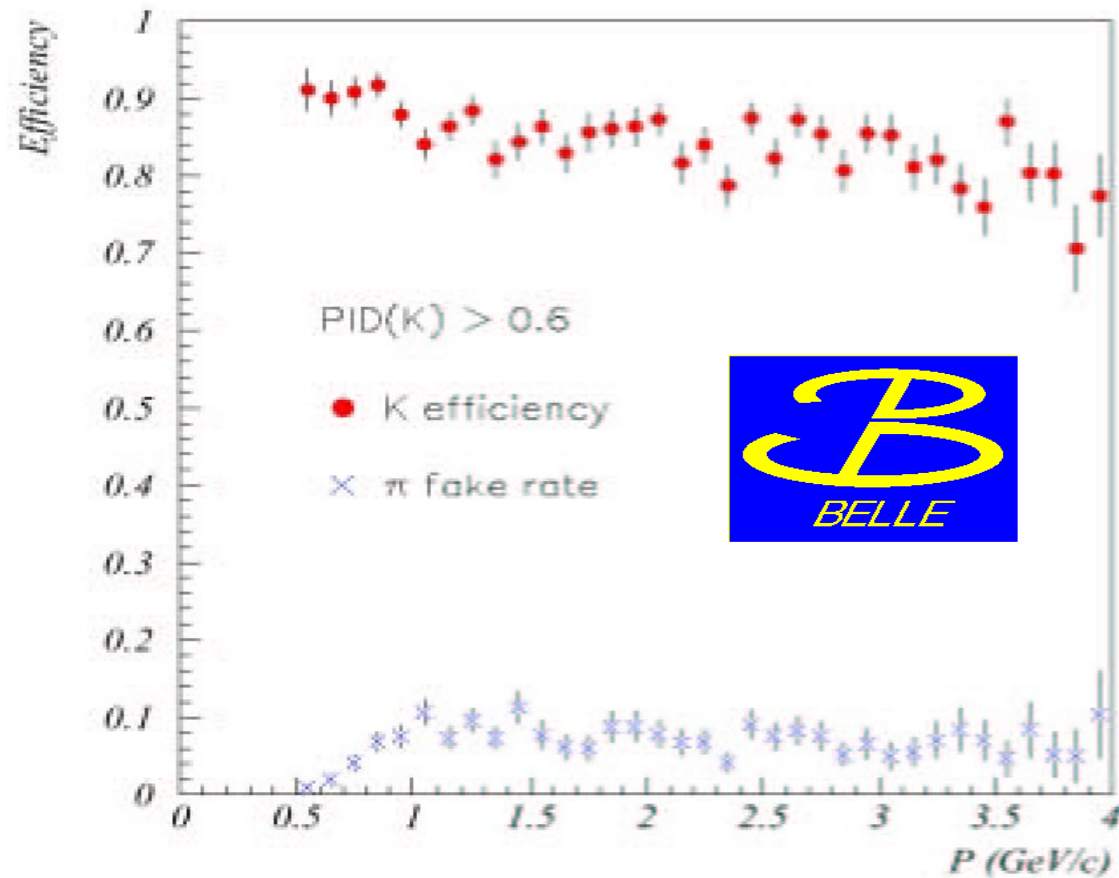 Efficiency
1
0.9
0.8
0.7
0.6
0.5
0.4
0.3
0.2
0.1
0
PID(K) > 0.6
K efficiency
π fake rate
B
BELLE
0 0.5 1 1.5 2 2.5 3 3.5 4
P (GeV/c)